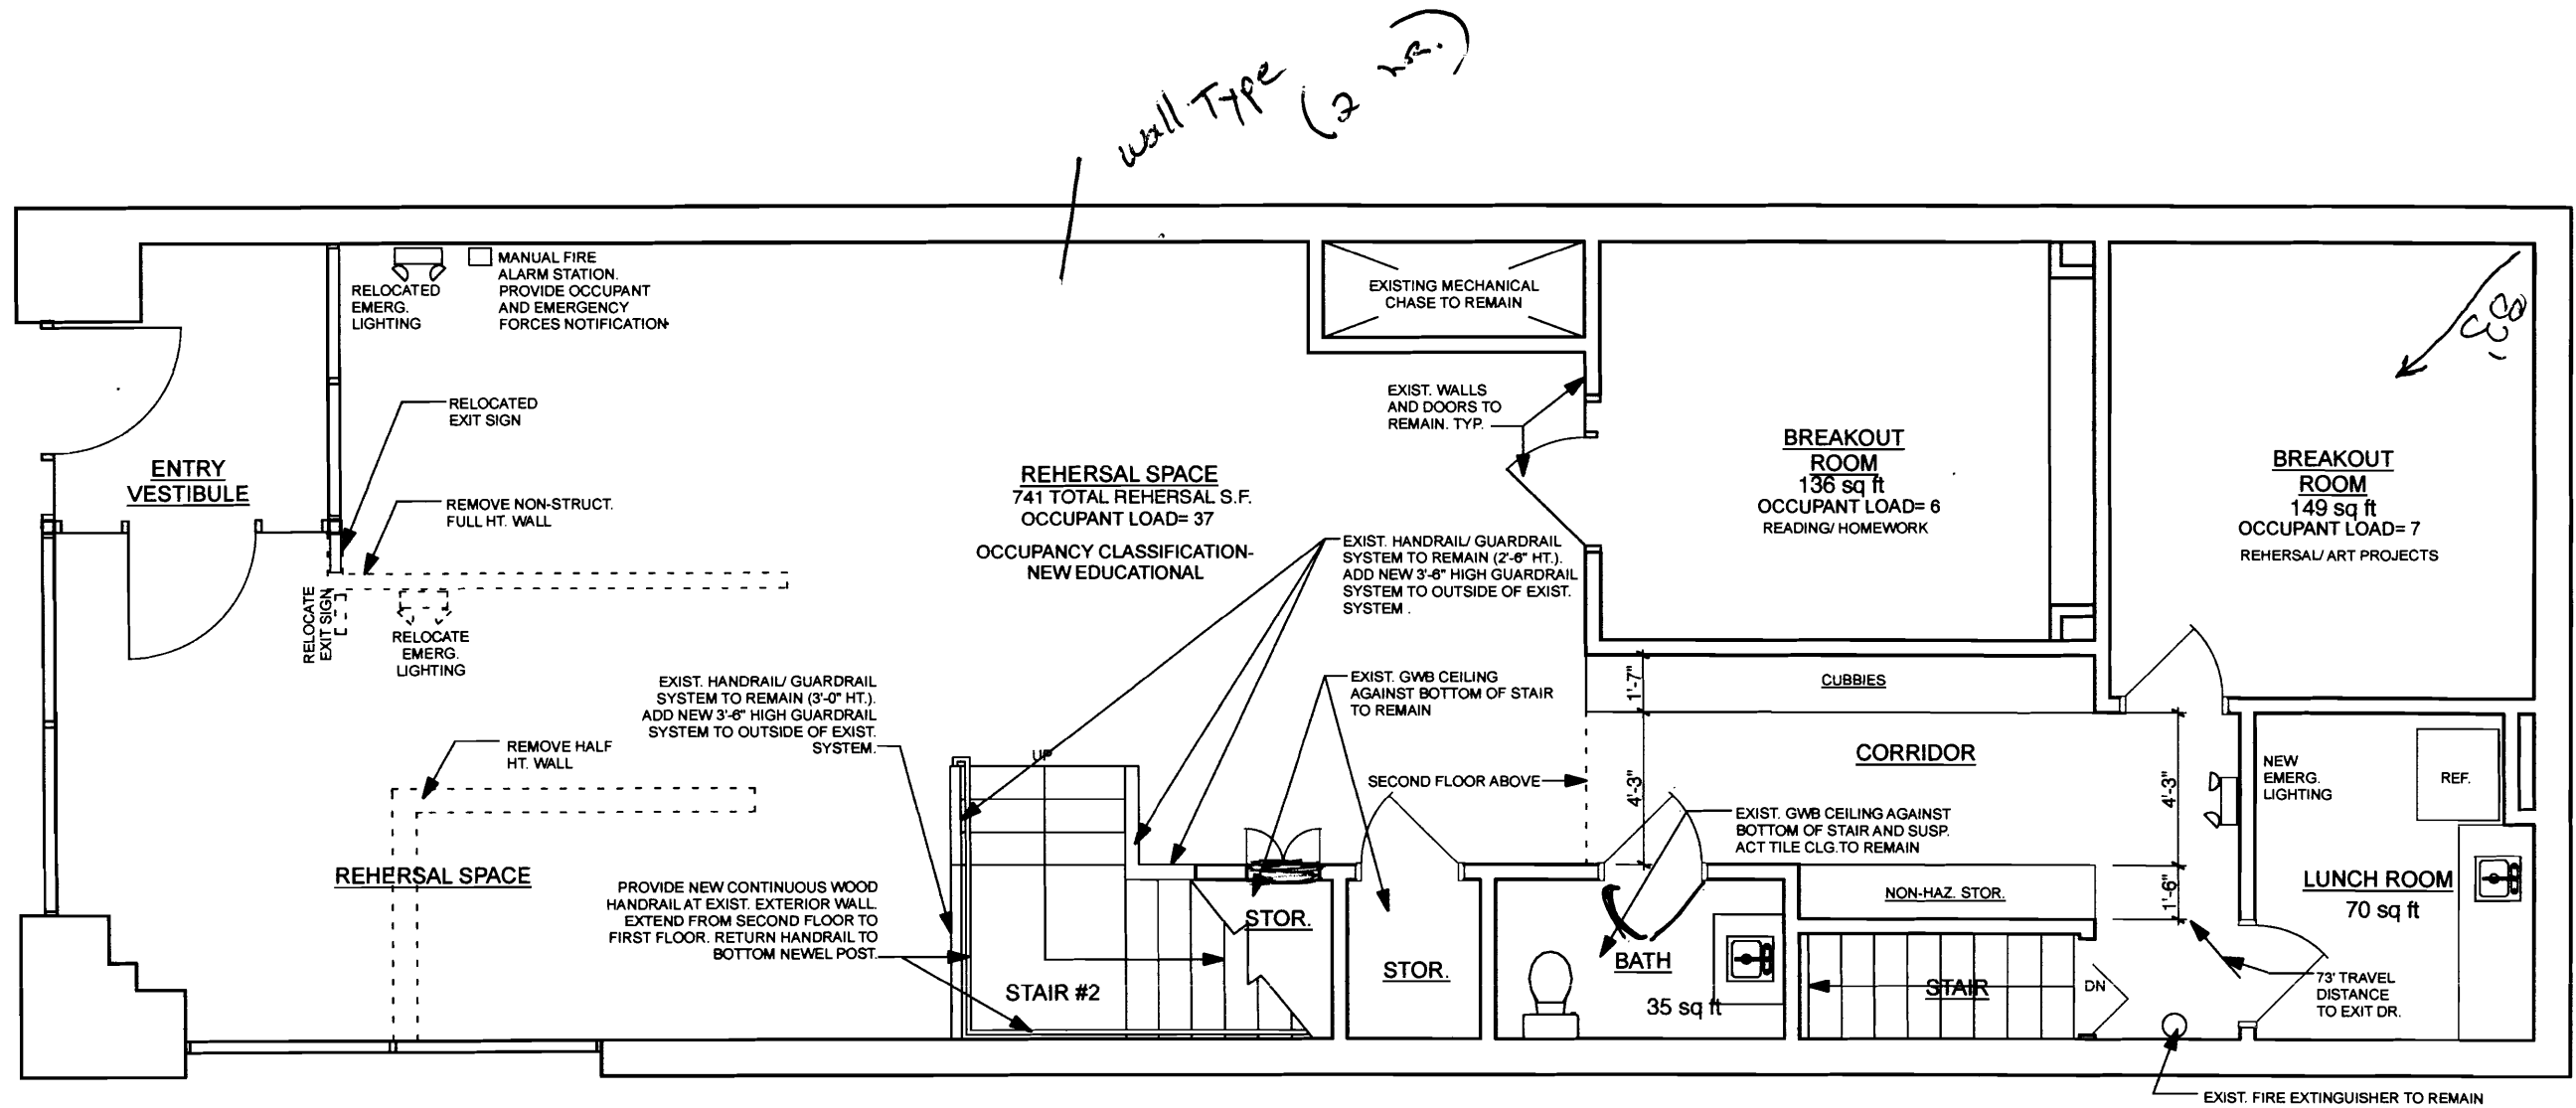 wall Type
(2 HR.)
MANUAL FIRE
ALARM STATION.
PROVIDE OCCUPANT
AND EMERGENCY
FORCES NOTIFICATION
RELOCATED
EMERG.
LIGHTING
EXISTING MECHANICAL
CHASE TO REMAIN
RELOCATED
EXIT SIGN
EXIST. WALLS
AND DOORS TO
REMAIN. TYP.
ENTRY
VESTIBULE
REMOVE NON-STRUCT.
FULL HT. WALL
REHERSAL SPACE
741 TOTAL REHERSAL S.F.
OCCUPANT LOAD= 37
OCCUPANCY CLASSIFICATION-
NEW EDUCATIONAL
BREAKOUT
ROOM
136 sq ft
OCCUPANT LOAD= 6
READING/ HOMEWORK
BREAKOUT
ROOM
149 sq ft
OCCUPANT LOAD= 7
REHERSAL/ ART PROJECTS
EXIST. HANDRAIL/ GUARDRAIL
SYSTEM TO REMAIN (2'-6" HT.).
ADD NEW 3'-6" HIGH GUARDRAIL
SYSTEM TO OUTSIDE OF EXIST.
SYSTEM .
RELOCATE
EXIT SIGN
RELOCATE
EMERG.
LIGHTING
EXIST. HANDRAIL/ GUARDRAIL
SYSTEM TO REMAIN (3'-0" HT.).
ADD NEW 3'-6" HIGH GUARDRAIL
SYSTEM TO OUTSIDE OF EXIST.
SYSTEM.
EXIST. GWB CEILING
AGAINST BOTTOM OF STAIR
TO REMAIN
1'-7"
CUBBIES
REMOVE HALF
HT. WALL
UP
SECOND FLOOR ABOVE
4'-3"
CORRIDOR
4'-3"
NEW
EMERG.
LIGHTING
REF.
EXIST. GWB CEILING AGAINST
BOTTOM OF STAIR AND SUSP.
ACT TILE CLG.TO REMAIN
REHERSAL SPACE
PROVIDE NEW CONTINUOUS WOOD
HANDRAIL AT EXIST. EXTERIOR WALL.
EXTEND FROM SECOND FLOOR TO
FIRST FLOOR. RETURN HANDRAIL TO
BOTTOM NEWEL POST.
STOR.
NON-HAZ. STOR.
1'-6"
LUNCH ROOM
70 sq ft
STAIR #2
STOR.
BATH
35 sq ft
STAIR
DN
73' TRAVEL
DISTANCE
TO EXIT DR.
EXIST. FIRE EXTINGUISHER TO REMAIN